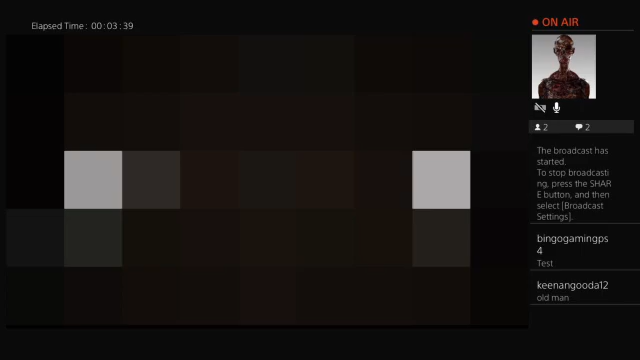 Elapsed Time : 00 : 03 : 39
ON AIR
2 2
The broadcast has
started.
To stop broadcasti
ng, press the SHAR
E button, and then
select [Broadcast
Settings].
bingogamingps
4
Test
keenangooda12
old man